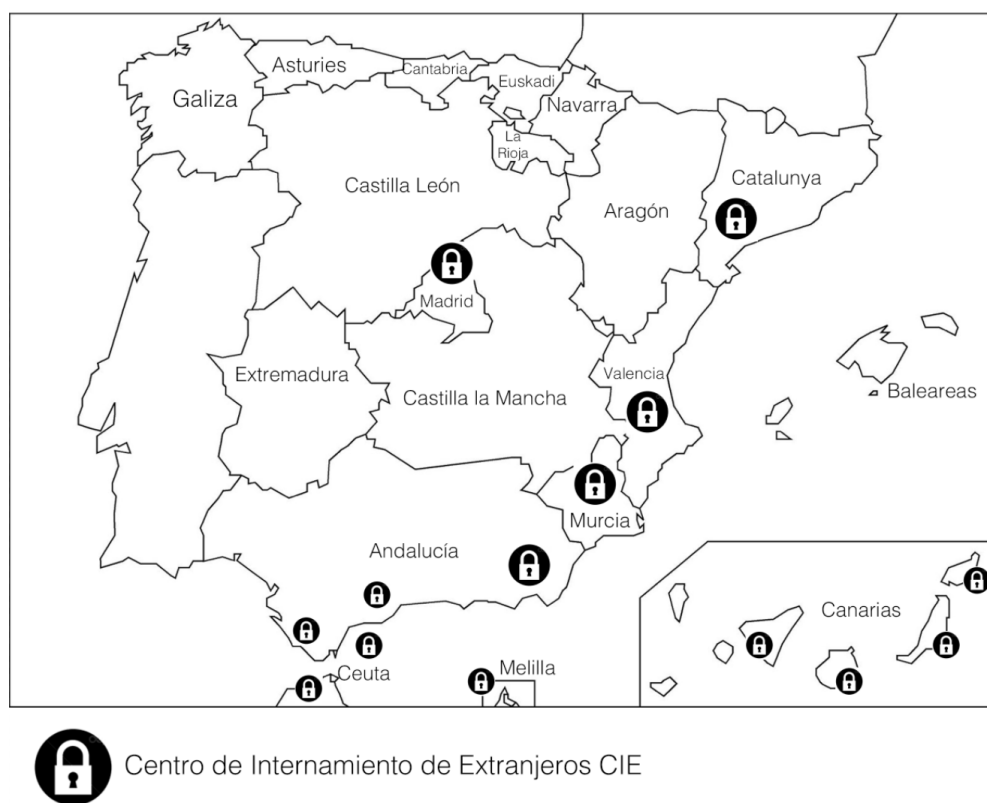 Asturies
Cantabria
Euskadi
Galiza
Navarra
La
Rioja
Castilla León
Catalunya
Aragón
Madrid
Extremadura
Valencia
Castilla la Mancha
Baleareas
Murcia
Andalucía
Canarias
Ceuta
Melilla
Centro de Internamiento de Extranjeros CIE